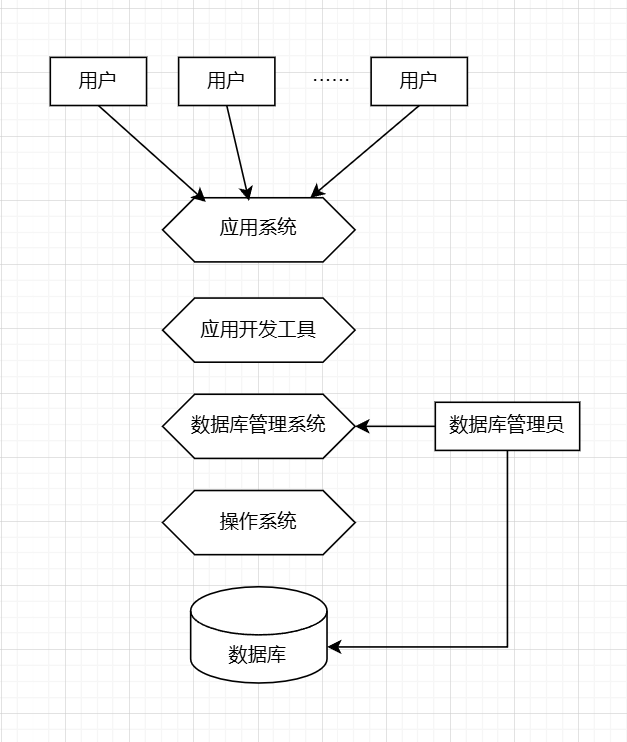 用户
用户
……
用户
应用系统
应用开发工具
数据库管理系统
数据库管理员
操作系统
数据库